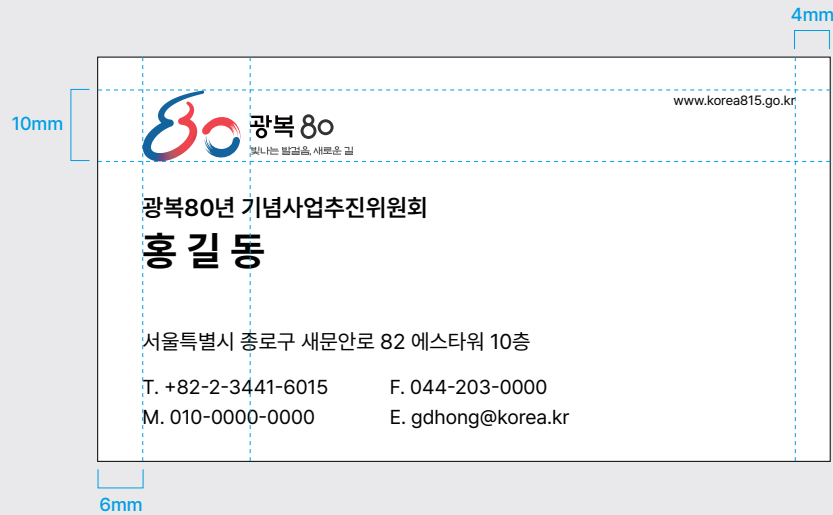 4mm
www.korea815.go.kr
10mm
80 광복 80
빛나는 발걸음, 새로운 길
광복80년 기념사업추진위원회
홍 길 동
서울특별시 종로구 새문안로 82 에스타워 10층
T. +82-2-3441-6015 F. 044-203-0000
M. 010-0000-0000 E. gdhong@korea.kr
6mm